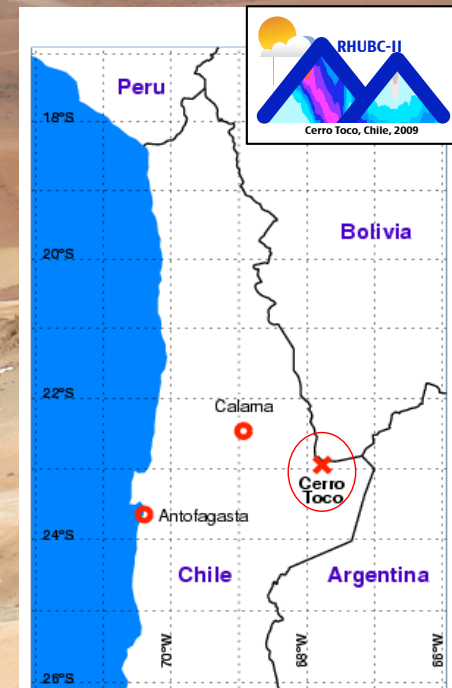 RHUBC-II
Cerro Toco, Chile, 2009
Peru
18°S
Bolivia
20°S
22°S
Calama
Cerro
Toco
Antofagasta
24°S
Chile
Argentina
70°W
68°W
66°W
26°S